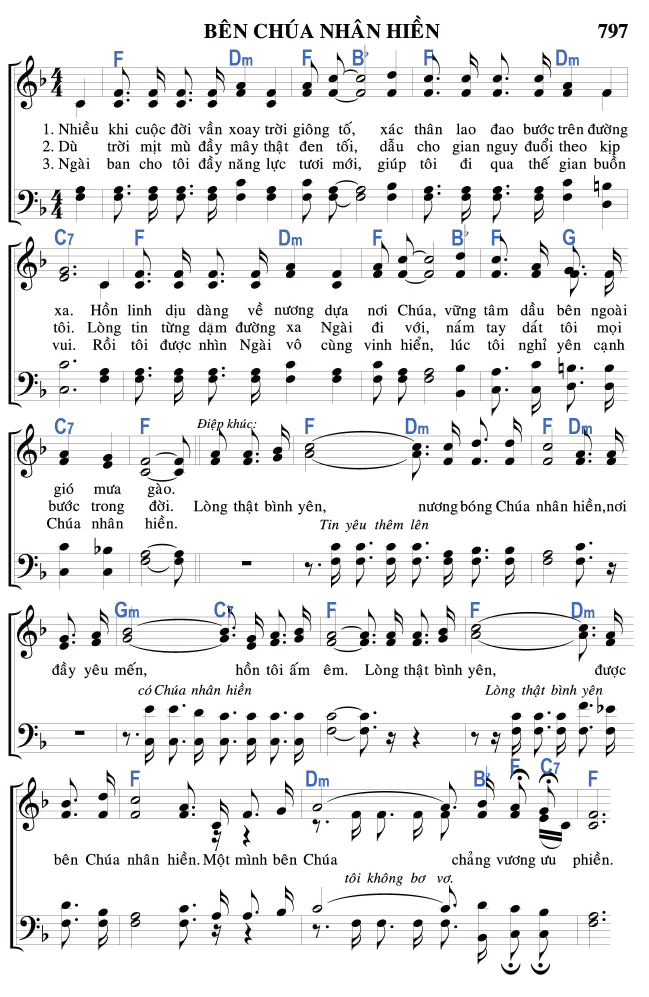 BÊN CHÚA NHÂN HIỀN 797
F Dm F B♭ F Dm
1. Nhiều khi cuộc đời vần xoay trời giông tố, xác thân lao đao bước trên đường
2. Dù trời mịt mù đầy mây thật đen tối, dẫu cho gian nguy đuổi theo kịp
3. Ngài ban cho tôi đầy năng lực tươi mới, giúp tôi đi qua thế gian buồn
C7 F Dm F B♭ F G
xa. Hồn linh dịu dàng về nương dựa nơi Chúa, vững tâm dầu bên ngoài
tôi. Lòng tin từng dạm đường xa Ngài đi với, nắm tay dắt tôi mọi
vui. Rồi tôi được nhìn Ngài vô cùng vinh hiển, lúc tôi nghỉ yên cạnh
C7 F Điệp khúc: F Dm F Dm
gió mưa gào.
bước trong đời. Lòng thật bình yên, nương bóng Chúa nhân hiền, nơi
Chúa nhân hiền.
Tin yêu thêm lên
Gm C7 F F Dm
đầy yêu mến, hồn tôi ấm êm. Lòng thật bình yên, được
có Chúa nhân hiền Lòng thật bình yên
F Dm B♭ F C7 F
bên Chúa nhân hiền. Một mình bên Chúa chẳng vương ưu phiền.
tôi không bơ vơ.